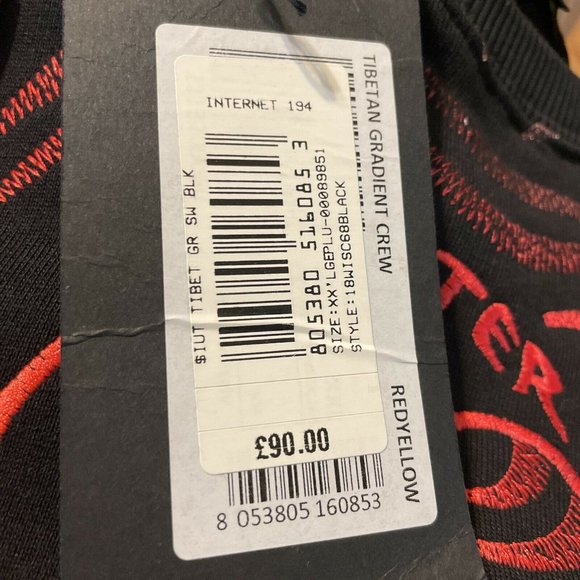 TIBETAN GRADIENT CREW
REDYELLOW
INTERNET 194
$IUT TIBET GR SW BLK
805380 516085 3
SIZE:XX'LGEPLU-00089851
STYLE:18WISC68BLACK
£90.00
8 053805 160853
TER